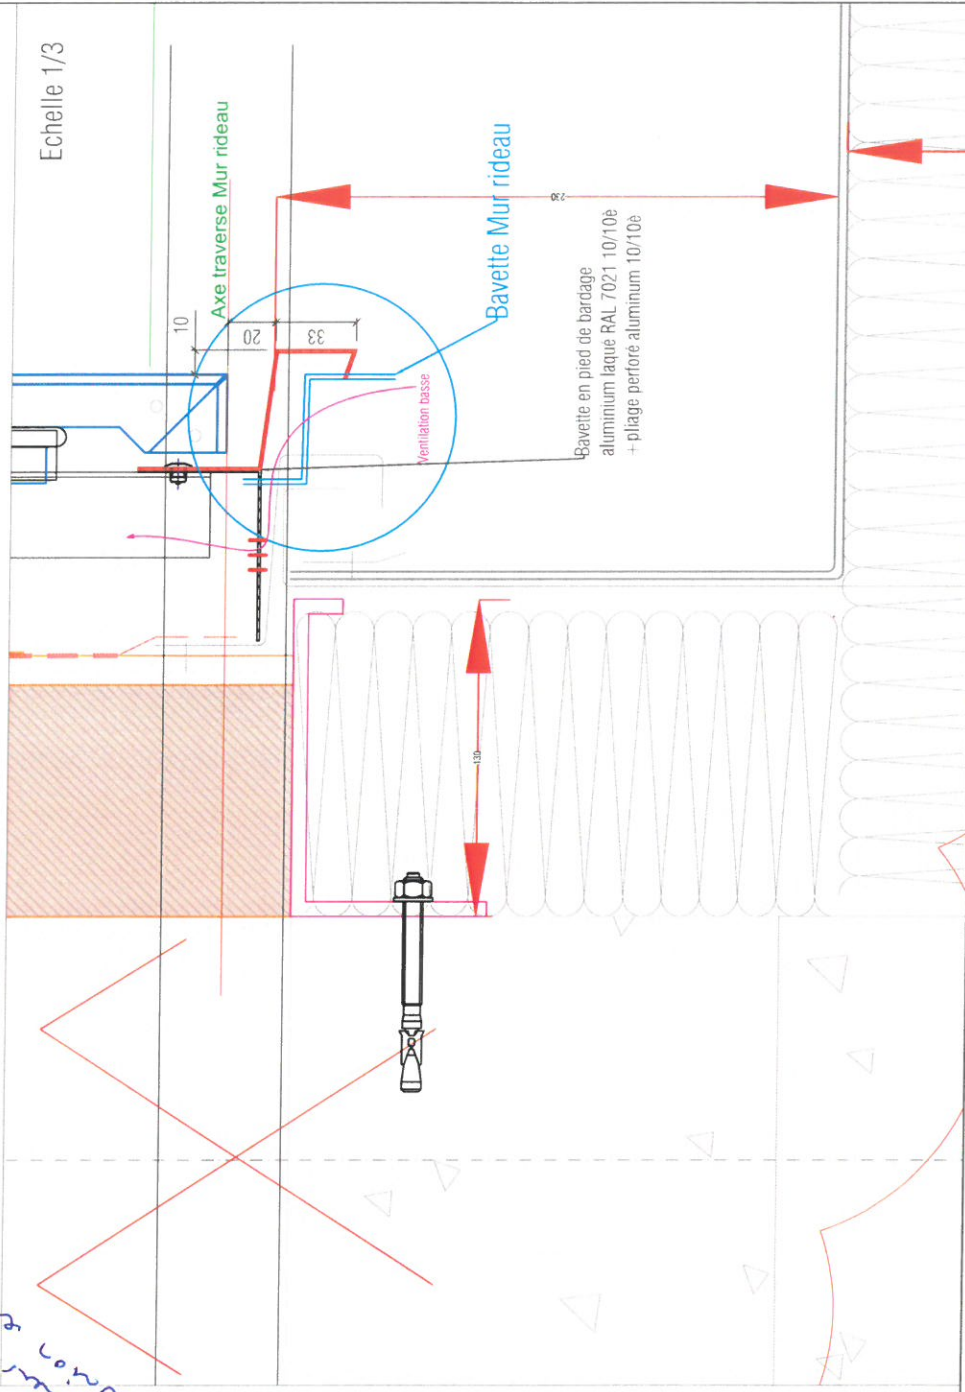 Echelle 1/3
Axe traverse Mur rideau
10
20
33
Bavette Mur rideau
230
Ventilation basse
Bavette en pied de bardage
aluminium laqué RAL 7021 10/10è
+ pliage perforé aluminum 10/10è
130